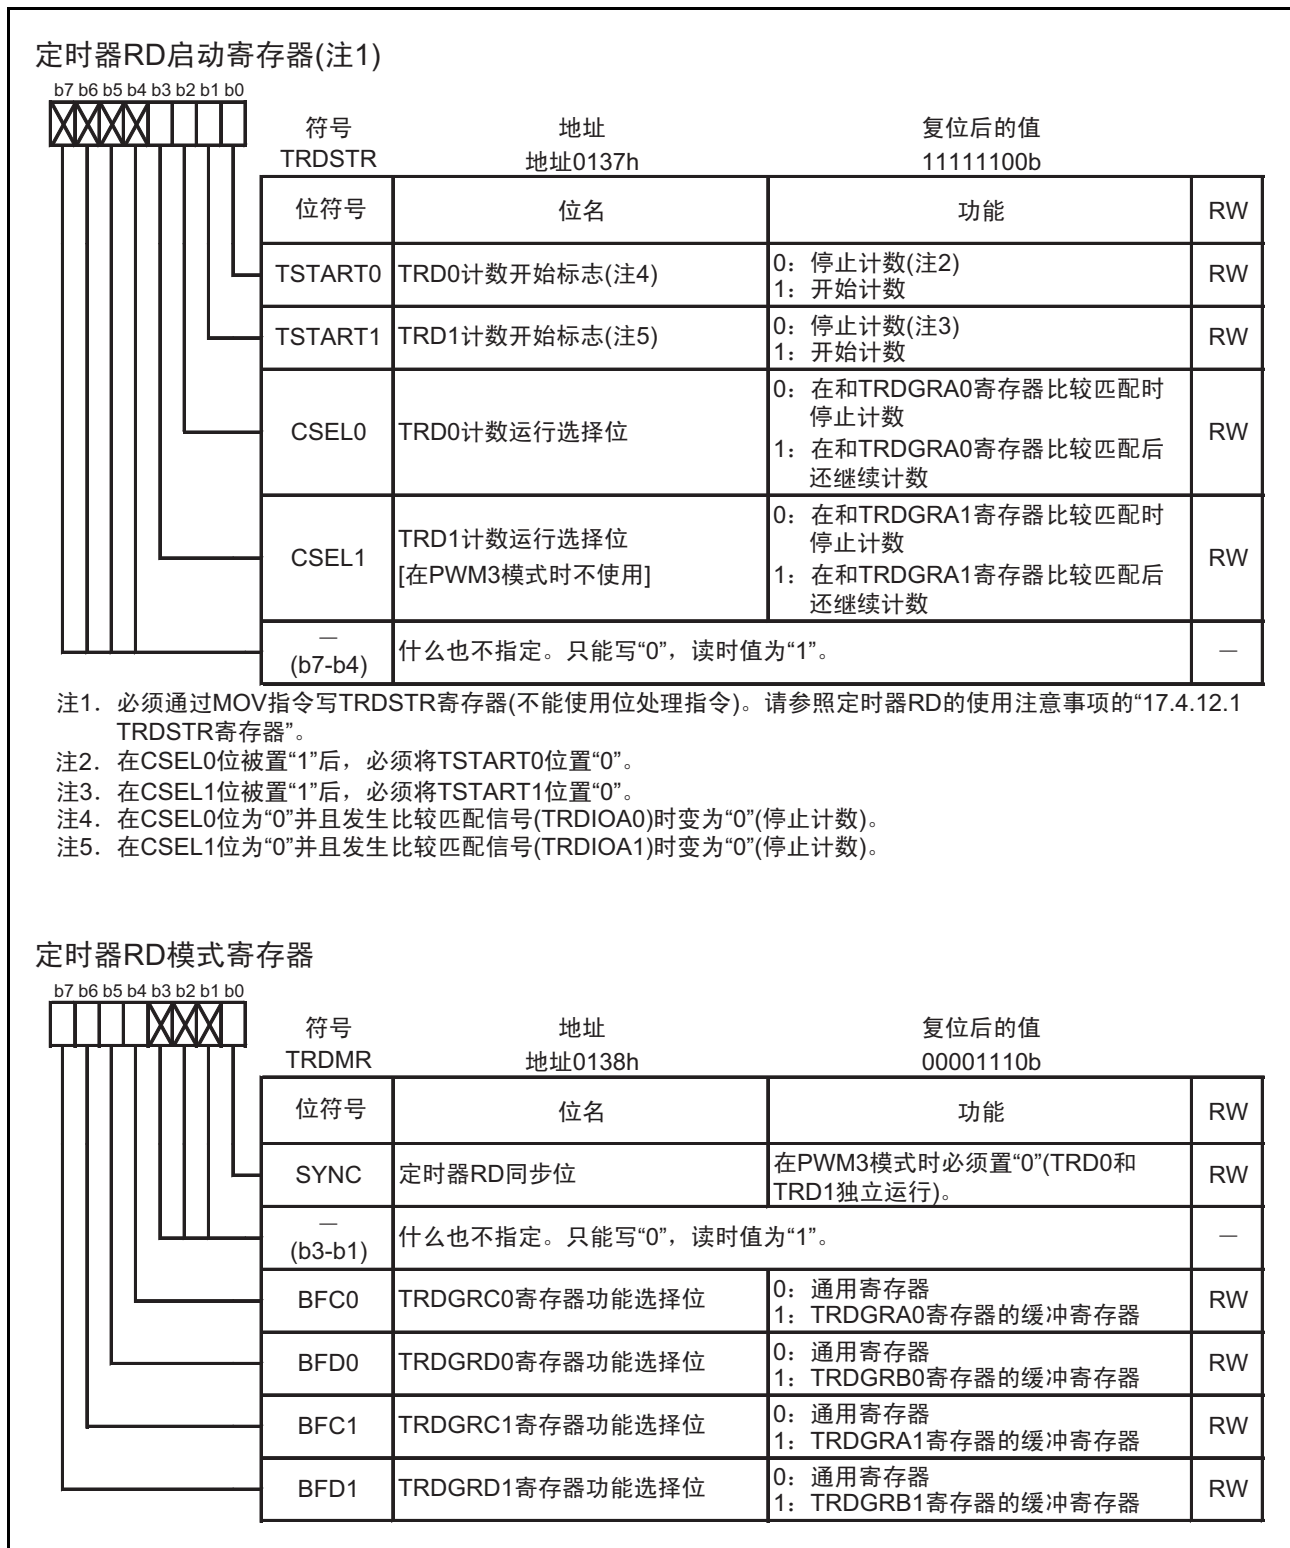 定时器RD启动寄存器(注1)
b7 b6 b5 b4 b3 b2 b1 b0
符号 地址 复位后的值
TRDSTR 地址0137h 11111100b
位符号 位名 功能 RW
TSTART0 TRD0计数开始标志(注4) 0：停止计数(注2) RW
1：开始计数
TSTART1 TRD1计数开始标志(注5) 0：停止计数(注3) RW
1：开始计数
CSEL0 TRD0计数运行选择位 0：在和TRDGRA0寄存器比较匹配时 RW
停止计数
1：在和TRDGRA0寄存器比较匹配后
还继续计数
CSEL1 TRD1计数运行选择位 0：在和TRDGRA1寄存器比较匹配时 RW
停止计数
[在PWM3模式时不使用] 1：在和TRDGRA1寄存器比较匹配后
还继续计数
— 什么也不指定。只能写“0”，读时值为“1”。 —
(b7-b4)
注1．必须通过MOV指令写TRDSTR寄存器(不能使用位处理指令)。请参照定时器RD的使用注意事项的“17.4.12.1
TRDSTR寄存器”。
注2．在CSEL0位被置“1”后，必须将TSTART0位置“0”。
注3．在CSEL1位被置“1”后，必须将TSTART1位置“0”。
注4．在CSEL0位为“0”并且发生比较匹配信号(TRDIOA0)时变为“0”(停止计数)。
注5．在CSEL1位为“0”并且发生比较匹配信号(TRDIOA1)时变为“0”(停止计数)。
定时器RD模式寄存器
b7 b6 b5 b4 b3 b2 b1 b0
符号 地址 复位后的值
TRDMR 地址0138h 00001110b
位符号 位名 功能 RW
SYNC 定时器RD同步位 在PWM3模式时必须置“0”(TRD0和 RW
TRD1独立运行)。
— 什么也不指定。只能写“0”，读时值为“1”。 —
(b3-b1)
BFC0 TRDGRC0寄存器功能选择位 0：通用寄存器 RW
1：TRDGRA0寄存器的缓冲寄存器
BFD0 TRDGRD0寄存器功能选择位 0：通用寄存器 RW
1：TRDGRB0寄存器的缓冲寄存器
BFC1 TRDGRC1寄存器功能选择位 0：通用寄存器 RW
1：TRDGRA1寄存器的缓冲寄存器
BFD1 TRDGRD1寄存器功能选择位 0：通用寄存器 RW
1：TRDGRB1寄存器的缓冲寄存器